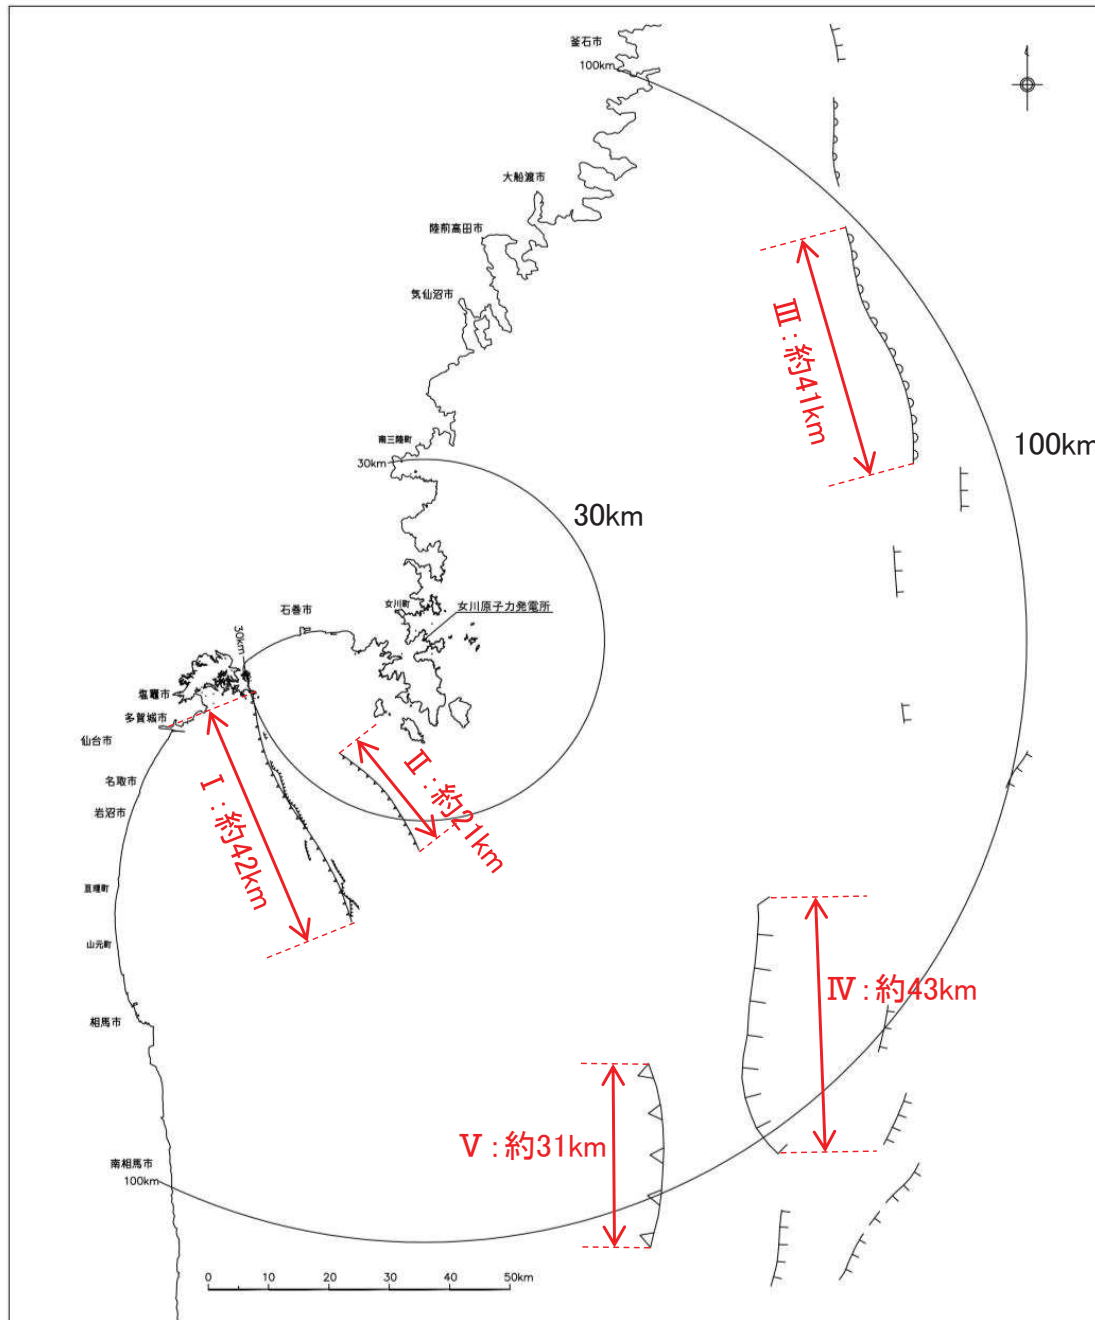 釜石市
100km
大船渡市
陸前高田市
気仙沼市
Ⅲ：約41km
100km
南三陸町
30km
30km
石巻市
女川町
女川原子力発電所
30km
塩竈市
多賀城市
仙台市
名取市
岩沼市
亘理町
山元町
相馬市
Ⅰ：約42km
Ⅱ：約21km
Ⅳ：約43km
Ⅴ：約31km
南相馬市
100km
0 10 20 30 40 50km